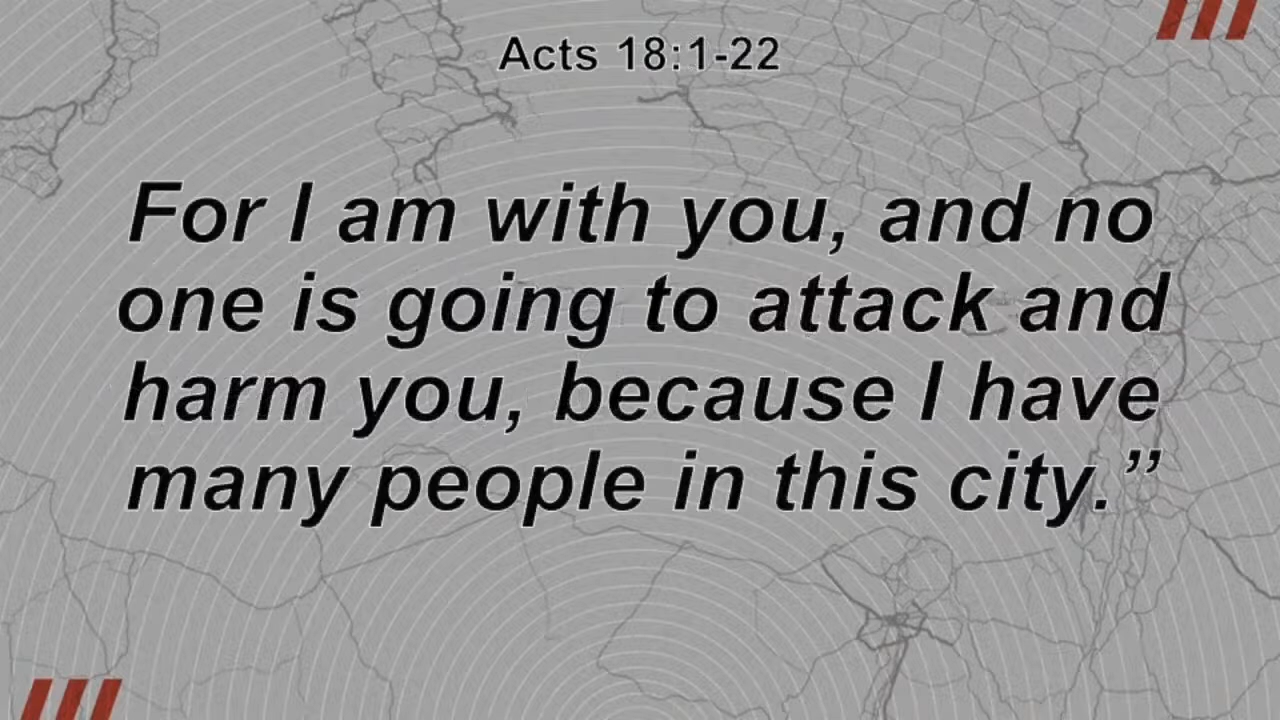 Acts 18:1-22
For I am with you, and no
one is going to attack and
harm you, because I have
many people in this city.”